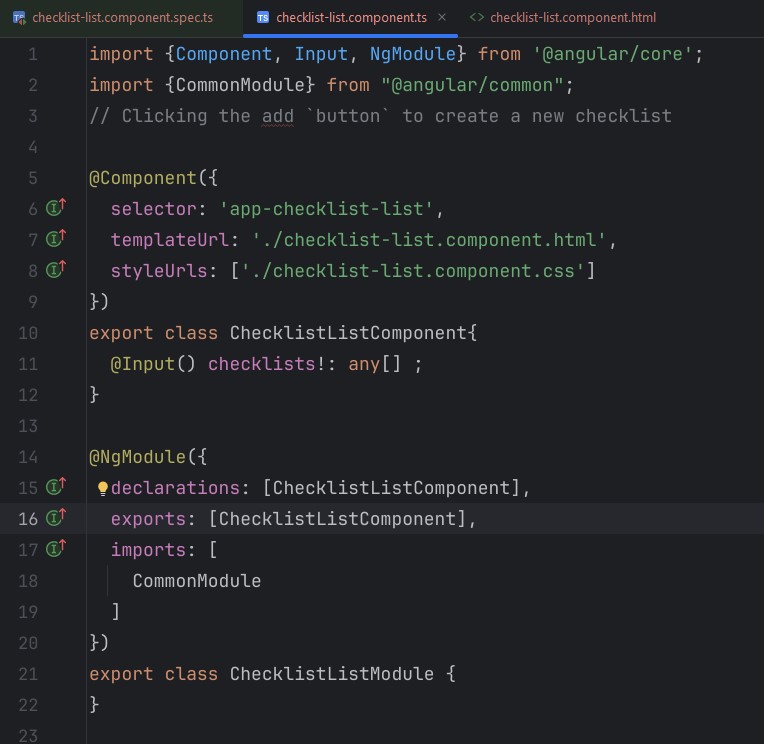 checklist-list.component.spec.ts checklist-list.component.ts checklist-list.component.html
1 import {Component, Input, NgModule} from '@angular/core';
2 import {CommonModule} from "@angular/common";
3 // Clicking the add `button` to create a new checklist
4
5 @Component({
6 selector: 'app-checklist-list',
7 templateUrl: './checklist-list.component.html',
8 styleUrls: ['./checklist-list.component.css']
9 })
10 export class ChecklistListComponent{
11 @Input() checklists!: any[] ;
12 }
13
14 @NgModule({
15 declarations: [ChecklistListComponent],
16 exports: [ChecklistListComponent],
17 imports: [
18 CommonModule
19 ]
20 })
21 export class ChecklistListModule {
22 }
23